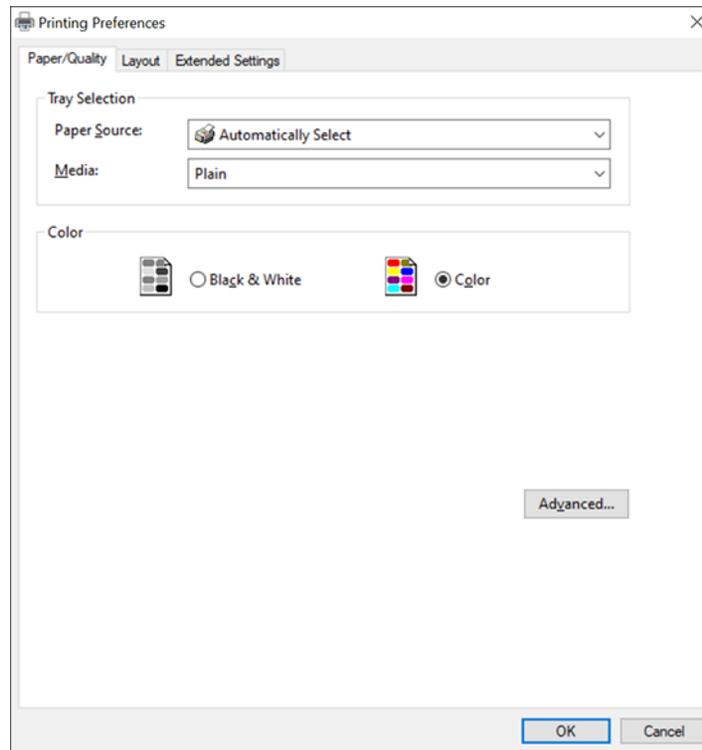 Printing Preferences
Paper/Quality Layout Extended Settings
Tray Selection
Paper Source: Automatically Select
Media: Plain
Color
Black & White Color
Advanced...
OK Cancel